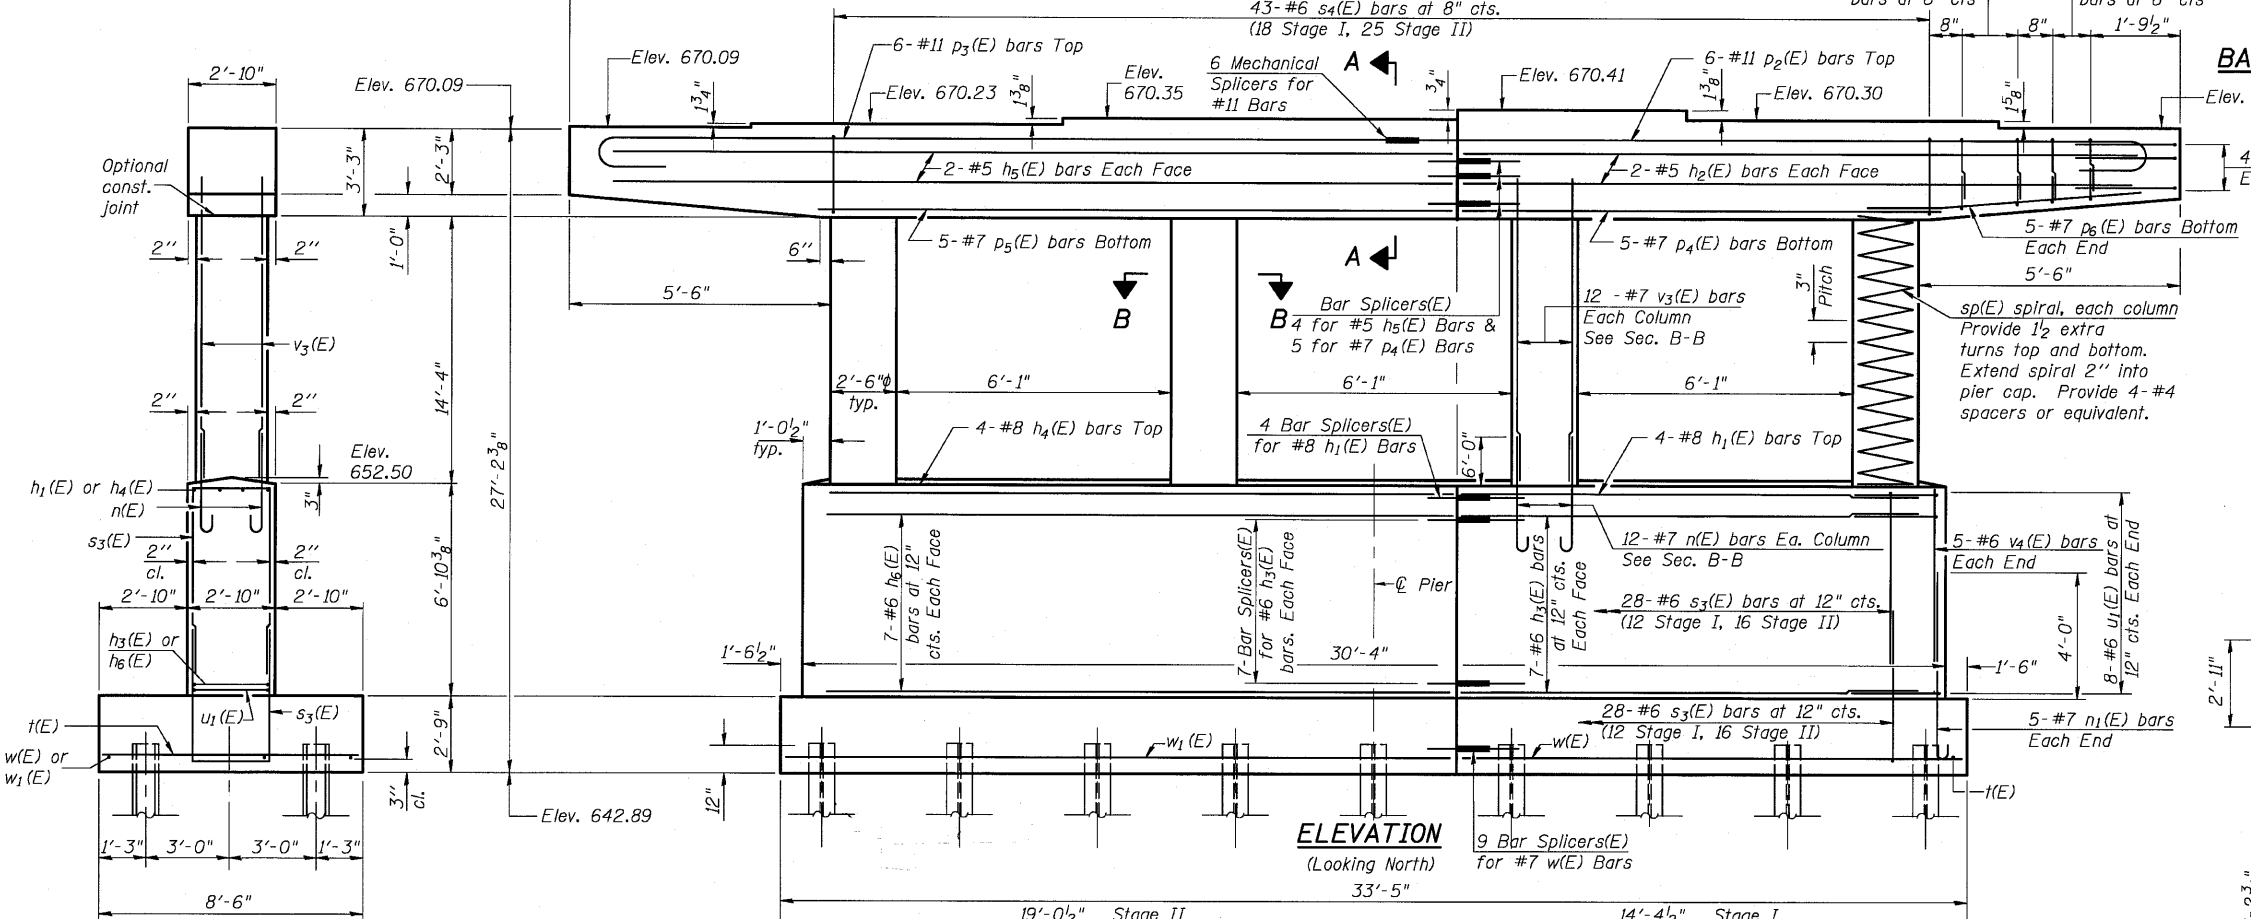 43-#6 s4(E) bars at 8" cts.
(18 Stage I, 25 Stage II)
bars at 8" cts
bars at 8" cts
8"
8"
1'-9½"
2'-10"
Elev. 670.09
Elev. 670.09
1¾"
6-#11 p3(E) bars Top
Elev. 670.23
1⅜"
Elev.
670.35
6 Mechanical
Splicers for
#11 Bars
A
¾"
Elev. 670.41
6-#11 p2(E) bars Top
1⅜"
Elev. 670.30
1⅝"
BA
Elev.
Optional
const.
joint
3'-3"
2'-3"
1'-0"
2-#5 h5(E) bars Each Face
2-#5 h2(E) bars Each Face
4
E
2"
2"
6"
5-#7 p5(E) bars Bottom
A
5-#7 p4(E) bars Bottom
5-#7 p6(E) bars Bottom
Each End
5'-6"
5'-6"
B
B
Bar Splicers(E)
4 for #5 h5(E) Bars &
5 for #7 p4(E) Bars
12 -#7 v3(E) bars
Each Column
See Sec. B-B
3"
Pitch
sp(E) spiral, each column
Provide 1½ extra
turns top and bottom.
Extend spiral 2" into
pier cap. Provide 4-#4
spacers or equivalent.
v3(E)
14'-4"
27'-2⅜"
2'-6"ϕ
typ.
6'-1"
6'-1"
6'-1"
2"
2"
1'-0½"
typ.
4-#8 h4(E) bars Top
4 Bar Splicers(E)
for #8 h1(E) Bars
6'-0"
4-#8 h1(E) bars Top
Elev.
652.50
3"
h1(E) or h4(E)
n(E)
s3(E)
2"
cl.
2"
cl.
6'-10⅜"
2'-10"
2'-10"
2'-10"
h3(E) or
h6(E)
7-#6 h6(E)
bars at 12"
cts. Each Face
7-Bar Splicers(E)
for #6 h3(E)
bars. Each Face
℄ Pier
7-#6 h3(E) bars
at 12" cts.
Each Face
12-#7 n(E) bars Ea. Column
See Sec. B-B
28-#6 s3(E) bars at 12" cts.
(12 Stage I, 16 Stage II)
5-#6 v4(E) bars
Each End
4'-0"
8-#6 u1(E) bars at
12" cts. Each End
1'-6½"
30'-4"
1'-6"
2'-11"
t(E)
u1(E)
s3(E)
2'-9"
w(E) or
w1(E)
3"
cl.
w1(E)
w(E)
28-#6 s3(E) bars at 12" cts.
(12 Stage I, 16 Stage II)
5-#7 n1(E) bars
Each End
t(E)
12"
Elev. 642.89
1'-3"
3'-0"
3'-0"
1'-3"
8'-6"
ELEVATION
(Looking North)
9 Bar Splicers(E)
for #7 w(E) Bars
33'-5"
19'-0½" Stage II
14'-4½" Stage I